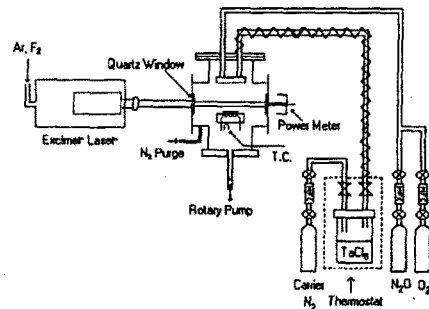 Ar, F₂
Quartz Window
Excimer Laser
Power Meter
N₂ Purge
T.C.
Rotary Pump
TaCl₅
Carrier
N₂
Thermostat
N₂O
O₂